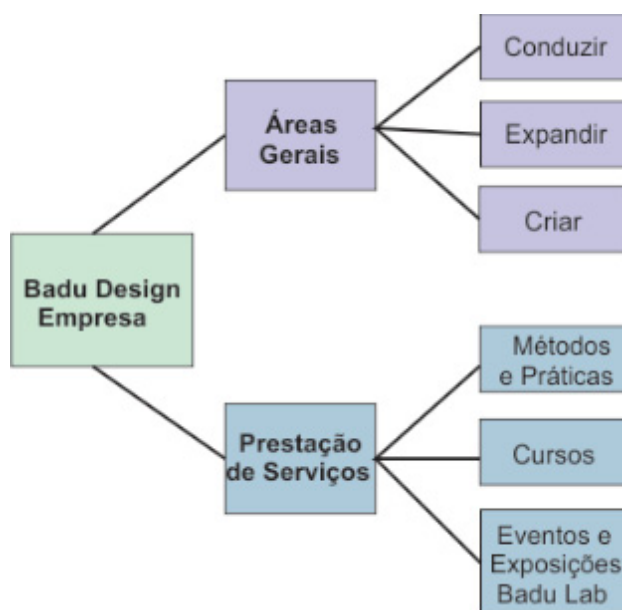 Conduzir
Áreas
Gerais
Expandir
Criar
Badu Design
Empresa
Métodos
e Práticas
Prestação
de Serviços
Cursos
Eventos e
Exposições
Badu Lab